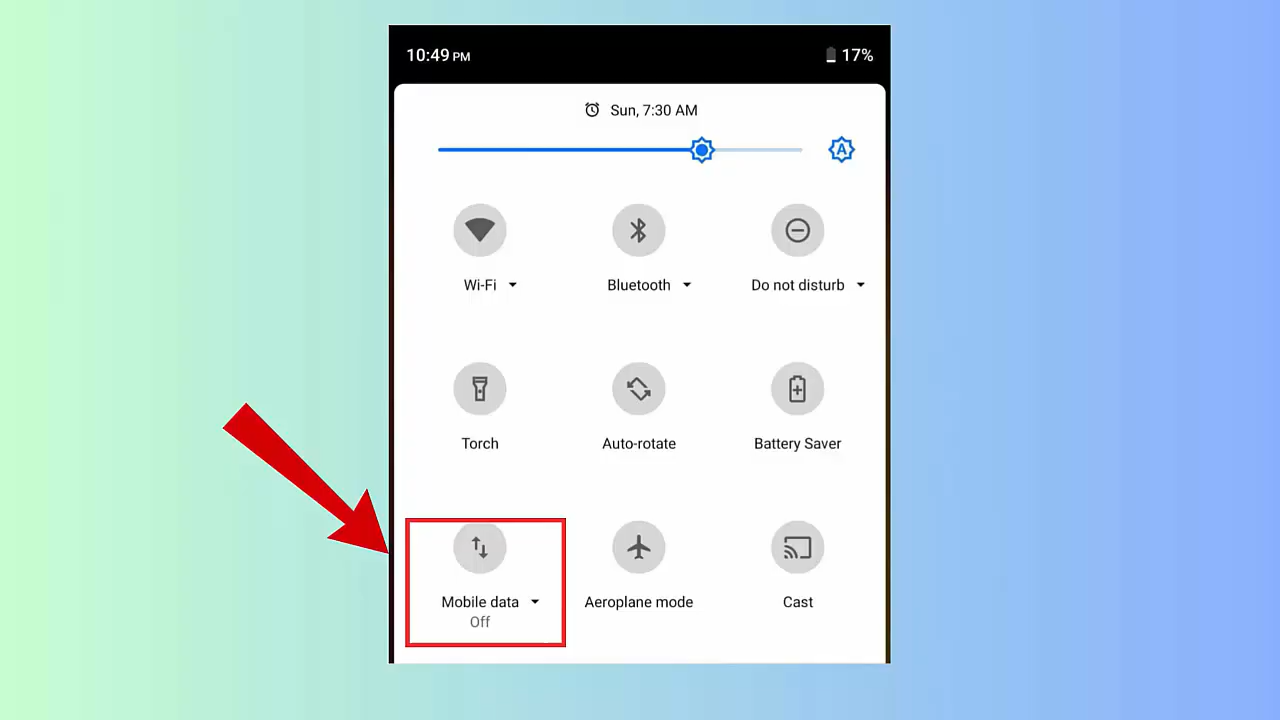 10:49 PM 17%
Sun, 7:30 AM
A
Wi-Fi Bluetooth Do not disturb
Torch Auto-rotate Battery Saver
Mobile data Aeroplane mode Cast
Off